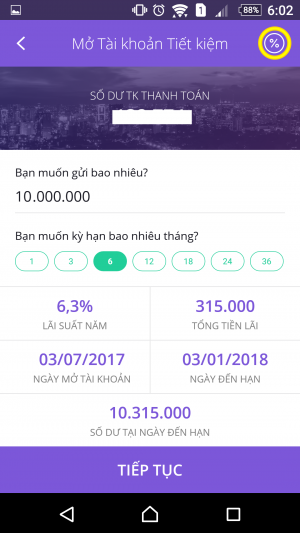 88% 6:02
Mở Tài khoản Tiết kiệm %
SỐ DƯ TK THANH TOÁN
Bạn muốn gửi bao nhiêu?
10.000.000
Bạn muốn kỳ hạn bao nhiêu tháng?
1 3 6 12 18 24 36
6,3% 315.000
LÃI SUẤT NĂM TỔNG TIỀN LÃI
03/07/2017 03/01/2018
NGÀY MỞ TÀI KHOẢN NGÀY ĐẾN HẠN
10.315.000
SỐ DƯ TẠI NGÀY ĐẾN HẠN
TIẾP TỤC